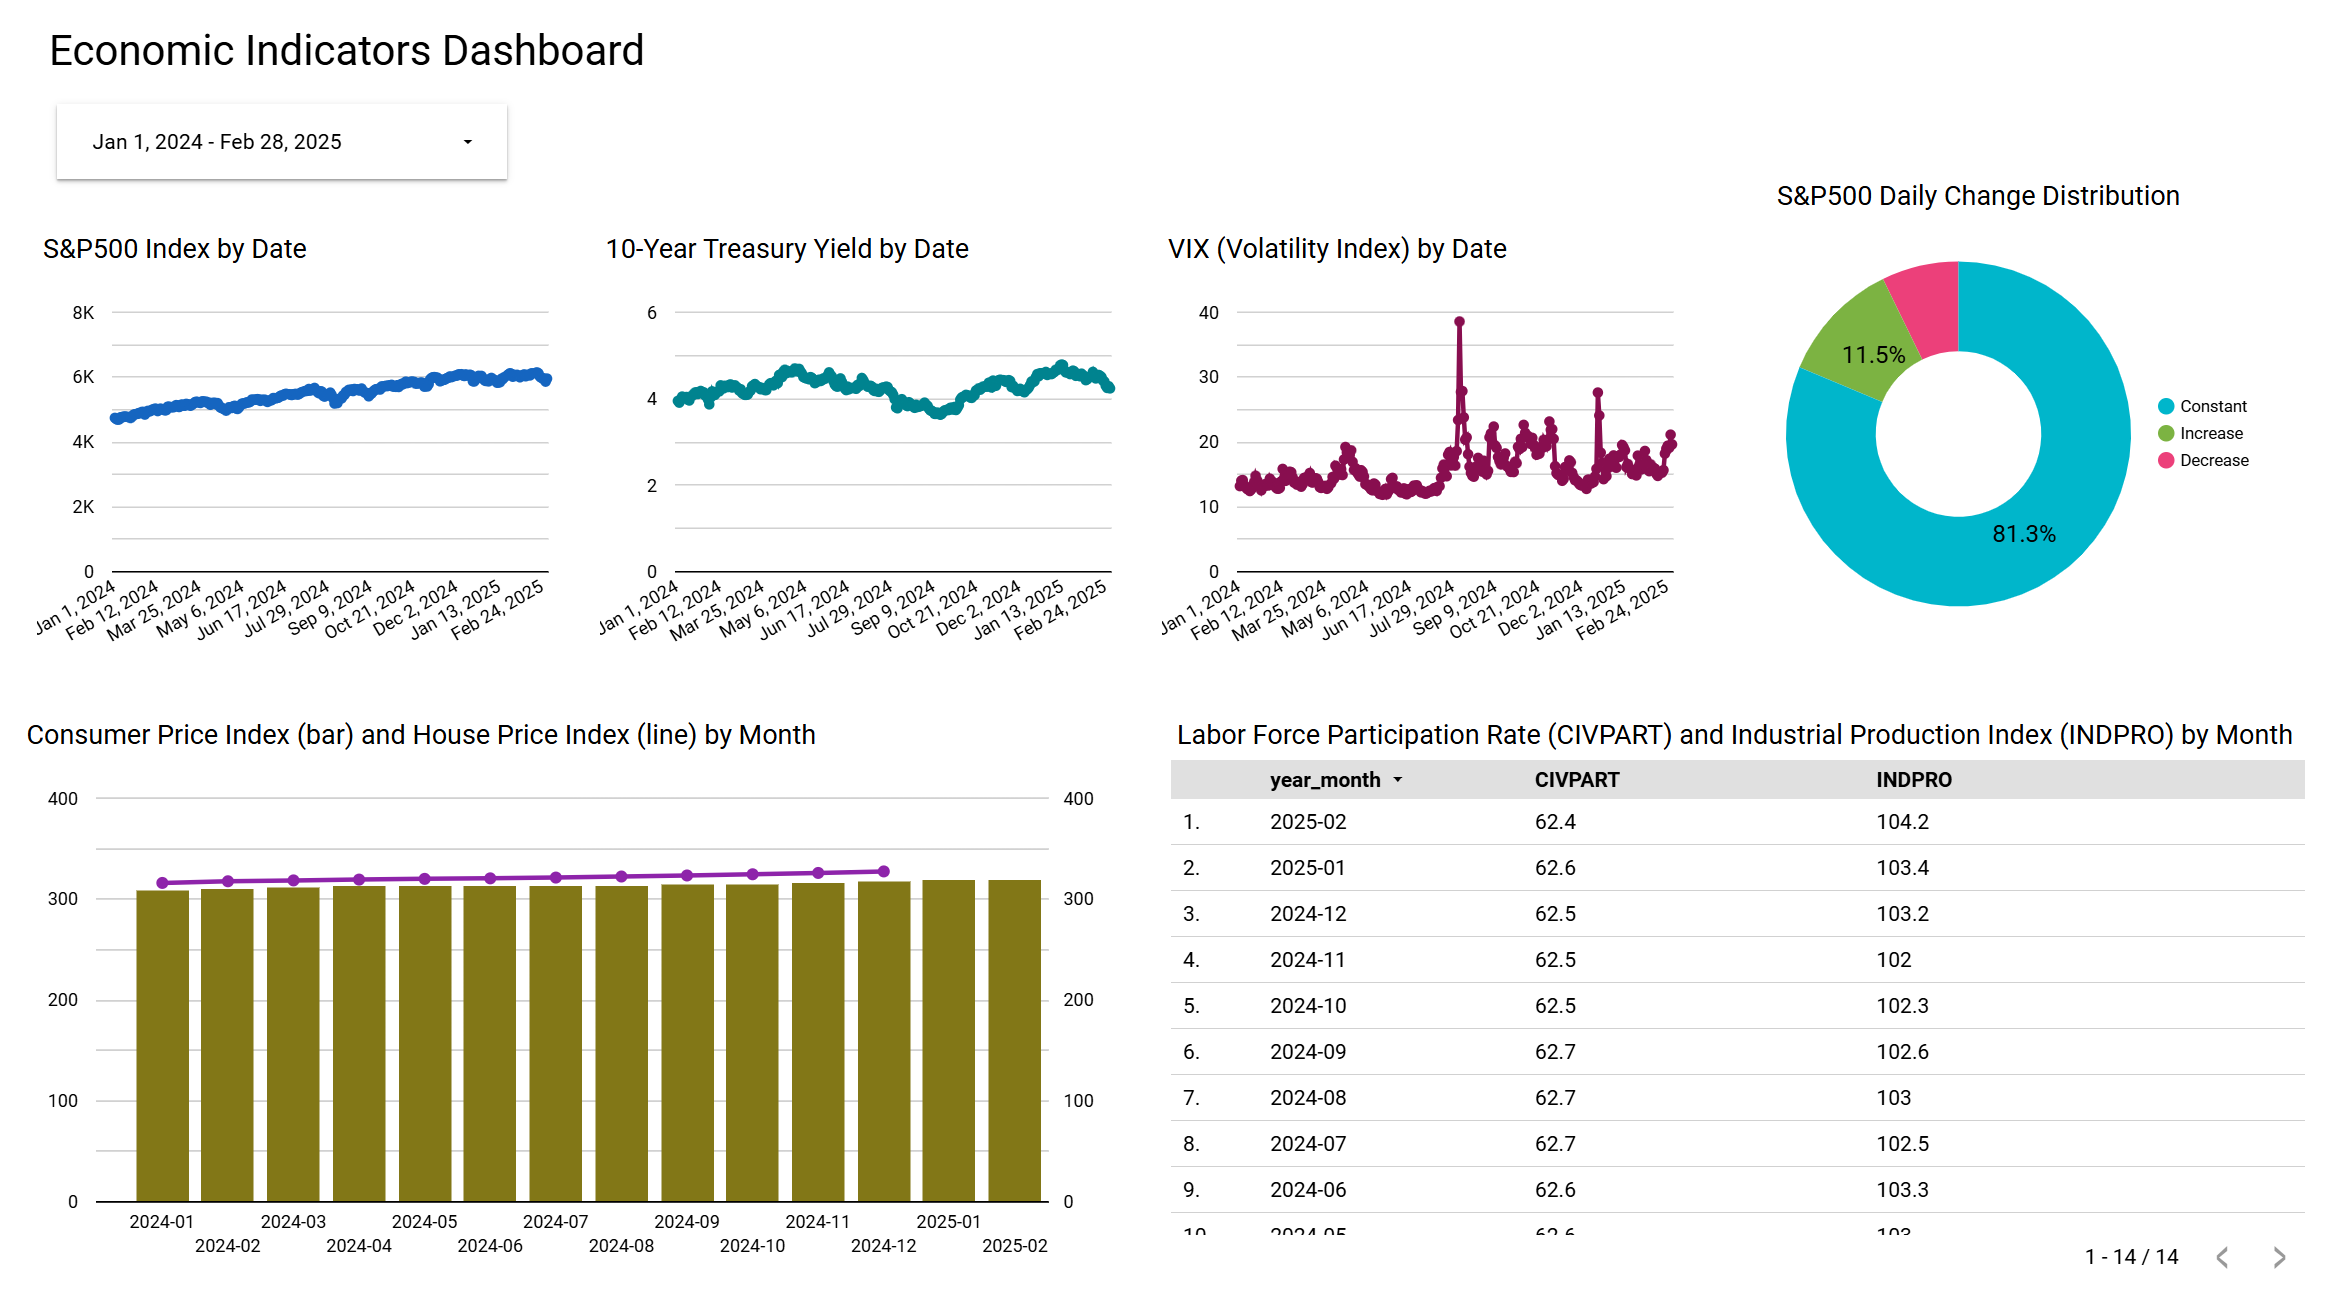 Economic Indicators Dashboard
Jan 1, 2024 - Feb 28, 2025
S&P500 Index by Date
8K
6K
4K
2K
0
Jan 1, 2024
Feb 12, 2024
Mar 25, 2024
May 6, 2024
Jun 17, 2024
Jul 29, 2024
Sep 9, 2024
Oct 21, 2024
Dec 2, 2024
Jan 13, 2025
Feb 24, 2025
10-Year Treasury Yield by Date
6
4
2
0
Jan 1, 2024
Feb 12, 2024
Mar 25, 2024
May 6, 2024
Jun 17, 2024
Jul 29, 2024
Sep 9, 2024
Oct 21, 2024
Dec 2, 2024
Jan 13, 2025
Feb 24, 2025
VIX (Volatility Index) by Date
40
30
20
10
0
Jan 1, 2024
Feb 12, 2024
Mar 25, 2024
May 6, 2024
Jun 17, 2024
Jul 29, 2024
Sep 9, 2024
Oct 21, 2024
Dec 2, 2024
Jan 13, 2025
Feb 24, 2025
S&P500 Daily Change Distribution
11.5%
81.3%
Constant
Increase
Decrease
Consumer Price Index (bar) and House Price Index (line) by Month
400
300
200
100
0
400
300
200
100
0
2024-01
2024-02
2024-03
2024-04
2024-05
2024-06
2024-07
2024-08
2024-09
2024-10
2024-11
2024-12
2025-01
2025-02
Labor Force Participation Rate (CIVPART) and Industrial Production Index (INDPRO) by Month
year_month CIVPART INDPRO
1. 2025-02 62.4 104.2
2. 2025-01 62.6 103.4
3. 2024-12 62.5 103.2
4. 2024-11 62.5 102
5. 2024-10 62.5 102.3
6. 2024-09 62.7 102.6
7. 2024-08 62.7 103
8. 2024-07 62.7 102.5
9. 2024-06 62.6 103.3
1 - 14 / 14